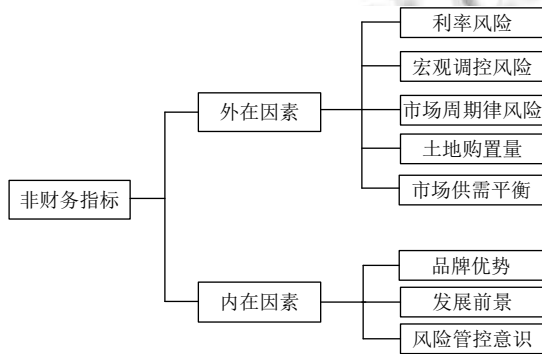 利率风险
宏观调控风险
外在因素
市场周期律风险
土地购置量
市场供需平衡
非财务指标
品牌优势
内在因素
发展前景
风险管控意识